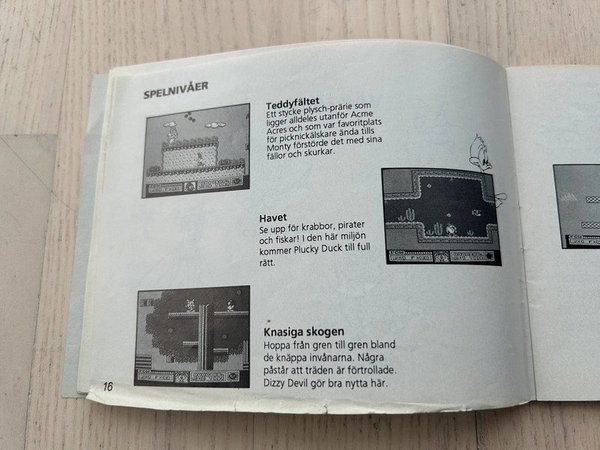 SPELNIVÅER
Teddyfältet
Ett stycke plysch-prärie som
ligger alldeles utanför Acme
Acres och som var favoritplats
för picknickälskare ända tills
Monty förstörde det med sina
fällor och skurkar.
Havet
Se upp för krabbor, pirater
och fiskar! I den här miljön
kommer Plucky Duck till full
rätt.
Knasiga skogen
Hoppa från gren till gren bland
de knäppa invånarna. Några
påstår att träden är förtrollade.
Dizzy Devil gör bra nytta här.
16